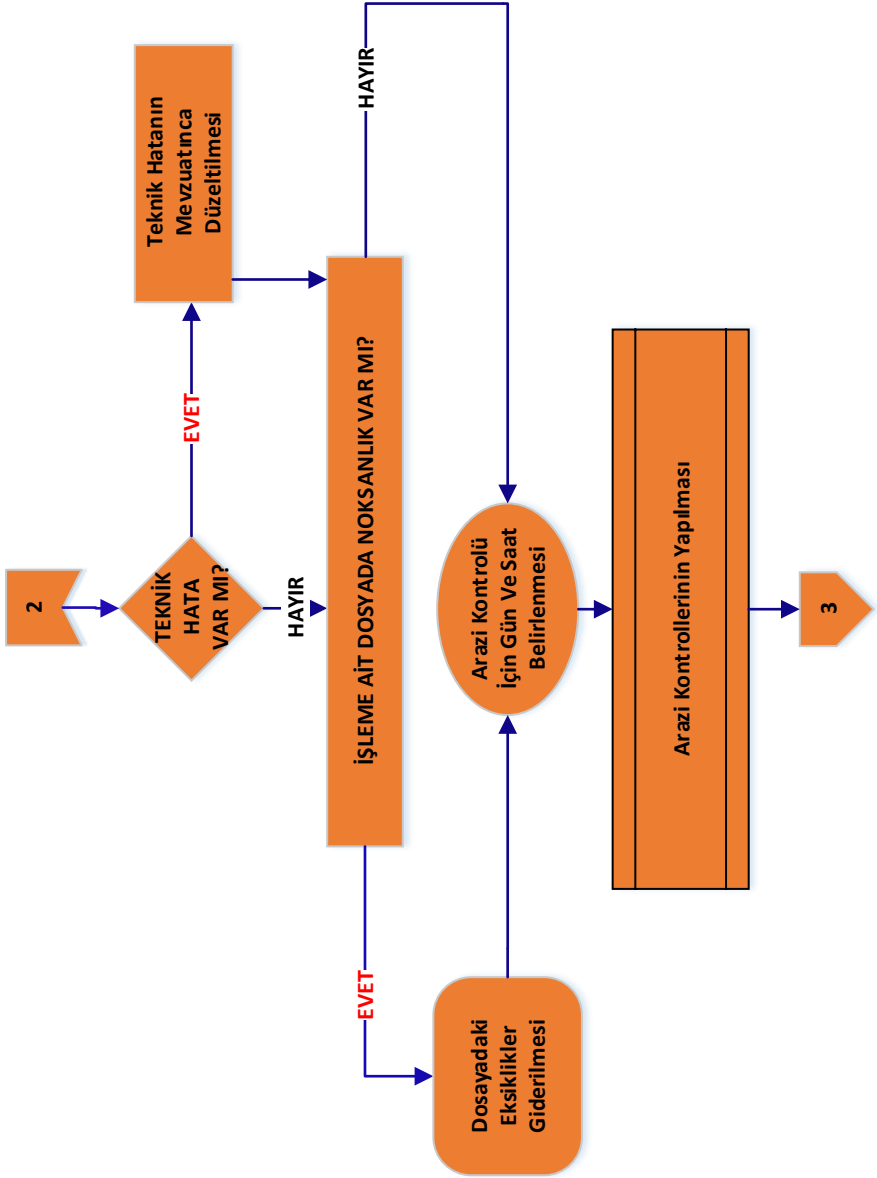 2
TEKNİK
HATA
VAR MI?
EVET
Teknik Hatanın
Mevzuatınca
Düzeltilmesi
HAYIR
İŞLEME AİT DOSYADA NOKSANLIK VAR MI?
EVET
HAYIR
Dosayadaki
Eksiklikler
Giderilmesi
Arazi Kontrolü
İçin Gün Ve Saat
Belirlenmesi
Arazi Kontrollerinin Yapılması
3